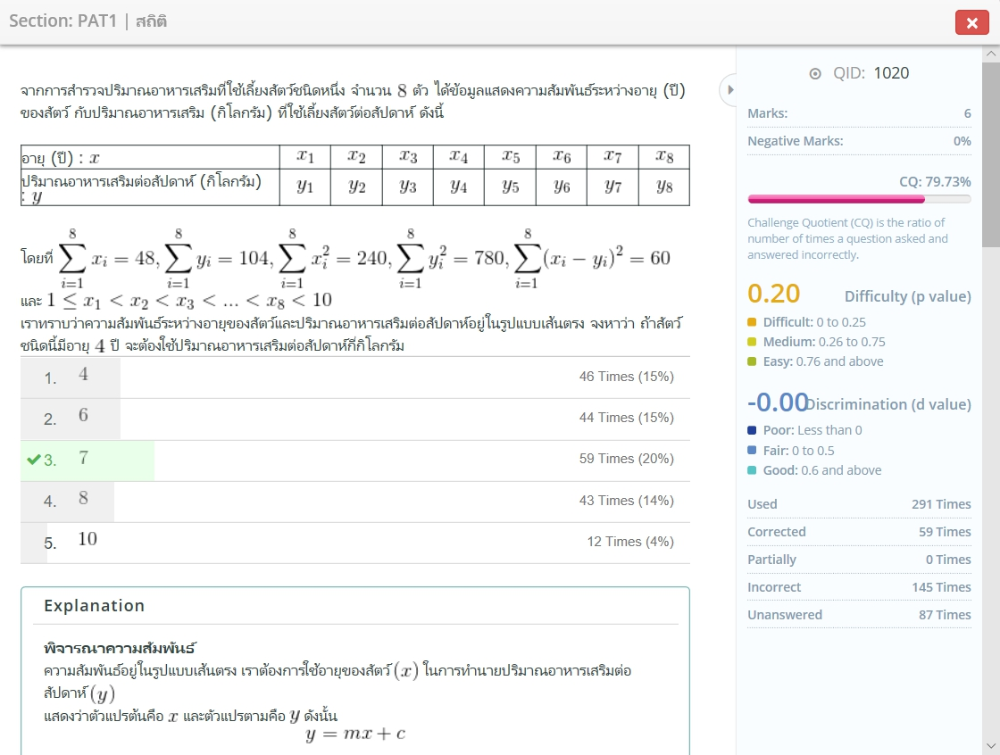 Section: PAT1 | สถิติ
จากการสำรวจปริมาณอาหารเสริมที่ใช้เลี้ยงสัตว์ชนิดหนึ่ง จำนวน 8 ตัว ได้ข้อมูลแสดงความสัมพันธ์ระหว่างอายุ (ปี)
ของสัตว์ กับปริมาณอาหารเสริม (กิโลกรัม) ที่ใช้เลี้ยงสัตว์ต่อสัปดาห์ ดังนี้
อายุ (ปี) : x x₁ x₂ x₃ x₄ x₅ x₆ x₇ x₈
ปริมาณอาหารเสริมต่อสัปดาห์ (กิโลกรัม)
: y y₁ y₂ y₃ y₄ y₅ y₆ y₇ y₈
โดยที่ ∑_{i=1}^{8} x_i = 48, ∑_{i=1}^{8} y_i = 104, ∑_{i=1}^{8} x_i^2 = 240, ∑_{i=1}^{8} y_i^2 = 780, ∑_{i=1}^{8} (x_i − y_i)^2 = 60
และ 1 ≤ x₁ < x₂ < x₃ < ... < x₈ < 10
เราทราบว่าความสัมพันธ์ระหว่างอายุของสัตว์และปริมาณอาหารเสริมต่อสัปดาห์อยู่ในรูปแบบเส้นตรง จงหาว่า ถ้าสัตว์
ชนิดนี้มีอายุ 4 ปี จะต้องใช้ปริมาณอาหารเสริมต่อสัปดาห์กี่กิโลกรัม
1. 4 46 Times (15%)
2. 6 44 Times (15%)
3. 7 59 Times (20%)
4. 8 43 Times (14%)
5. 10 12 Times (4%)
Explanation
พิจารณาความสัมพันธ์
ความสัมพันธ์อยู่ในรูปแบบเส้นตรง เราต้องการใช้อายุของสัตว์ (x) ในการทำนายปริมาณอาหารเสริมต่อ
สัปดาห์ (y)
แสดงว่าตัวแปรต้นคือ x และตัวแปรตามคือ y ดังนั้น
y = mx + c
QID: 1020
Marks: 6
Negative Marks: 0%
CQ: 79.73%
Challenge Quotient (CQ) is the ratio of
number of times a question asked and
answered incorrectly.
0.20 Difficulty (p value)
Difficult: 0 to 0.25
Medium: 0.26 to 0.75
Easy: 0.76 and above
-0.00 Discrimination (d value)
Poor: Less than 0
Fair: 0 to 0.5
Good: 0.6 and above
Used 291 Times
Corrected 59 Times
Partially 0 Times
Incorrect 145 Times
Unanswered 87 Times